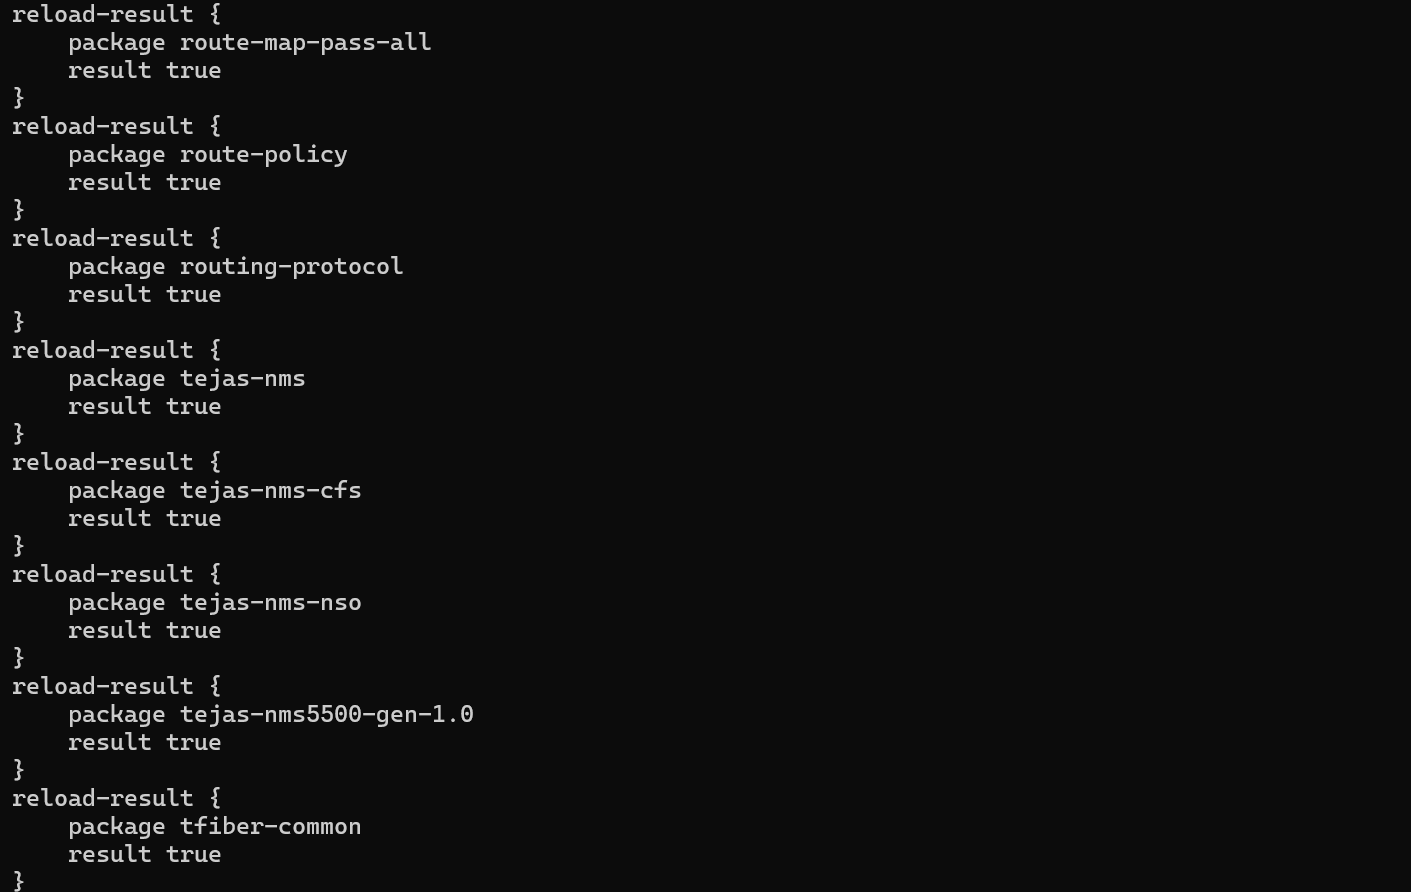 reload-result {
    package route-map-pass-all
    result true
}
reload-result {
    package route-policy
    result true
}
reload-result {
    package routing-protocol
    result true
}
reload-result {
    package tejas-nms
    result true
}
reload-result {
    package tejas-nms-cfs
    result true
}
reload-result {
    package tejas-nms-nso
    result true
}
reload-result {
    package tejas-nms5500-gen-1.0
    result true
}
reload-result {
    package tfiber-common
    result true
}